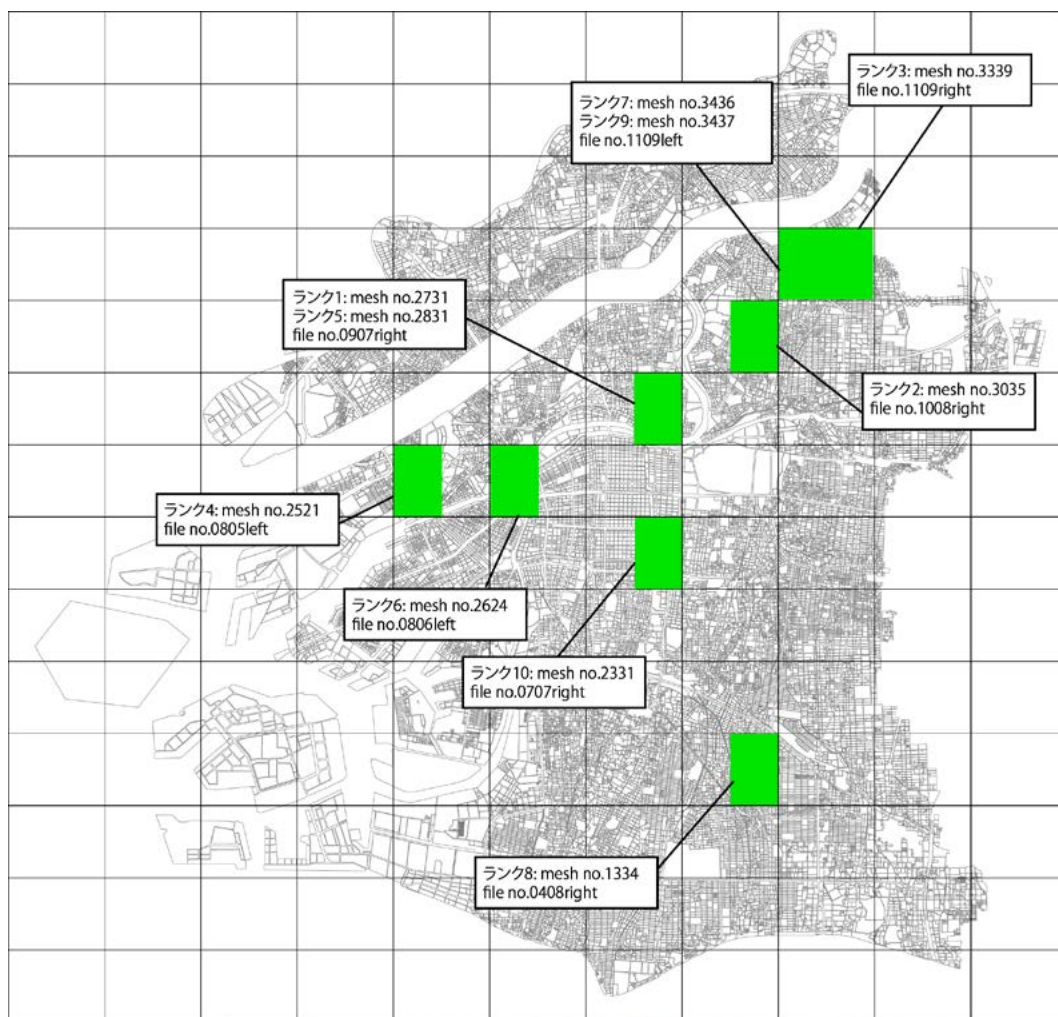 ランク3: mesh no.3339
file no.1109right
ランク7: mesh no.3436
ランク9: mesh no.3437
file no.1109left
ランク1: mesh no.2731
ランク5: mesh no.2831
file no.0907right
ランク2: mesh no.3035
file no.1008right
ランク4: mesh no.2521
file no.0805left
ランク6: mesh no.2624
file no.0806left
ランク10: mesh no.2331
file no.0707right
ランク8: mesh no.1334
file no.0408right